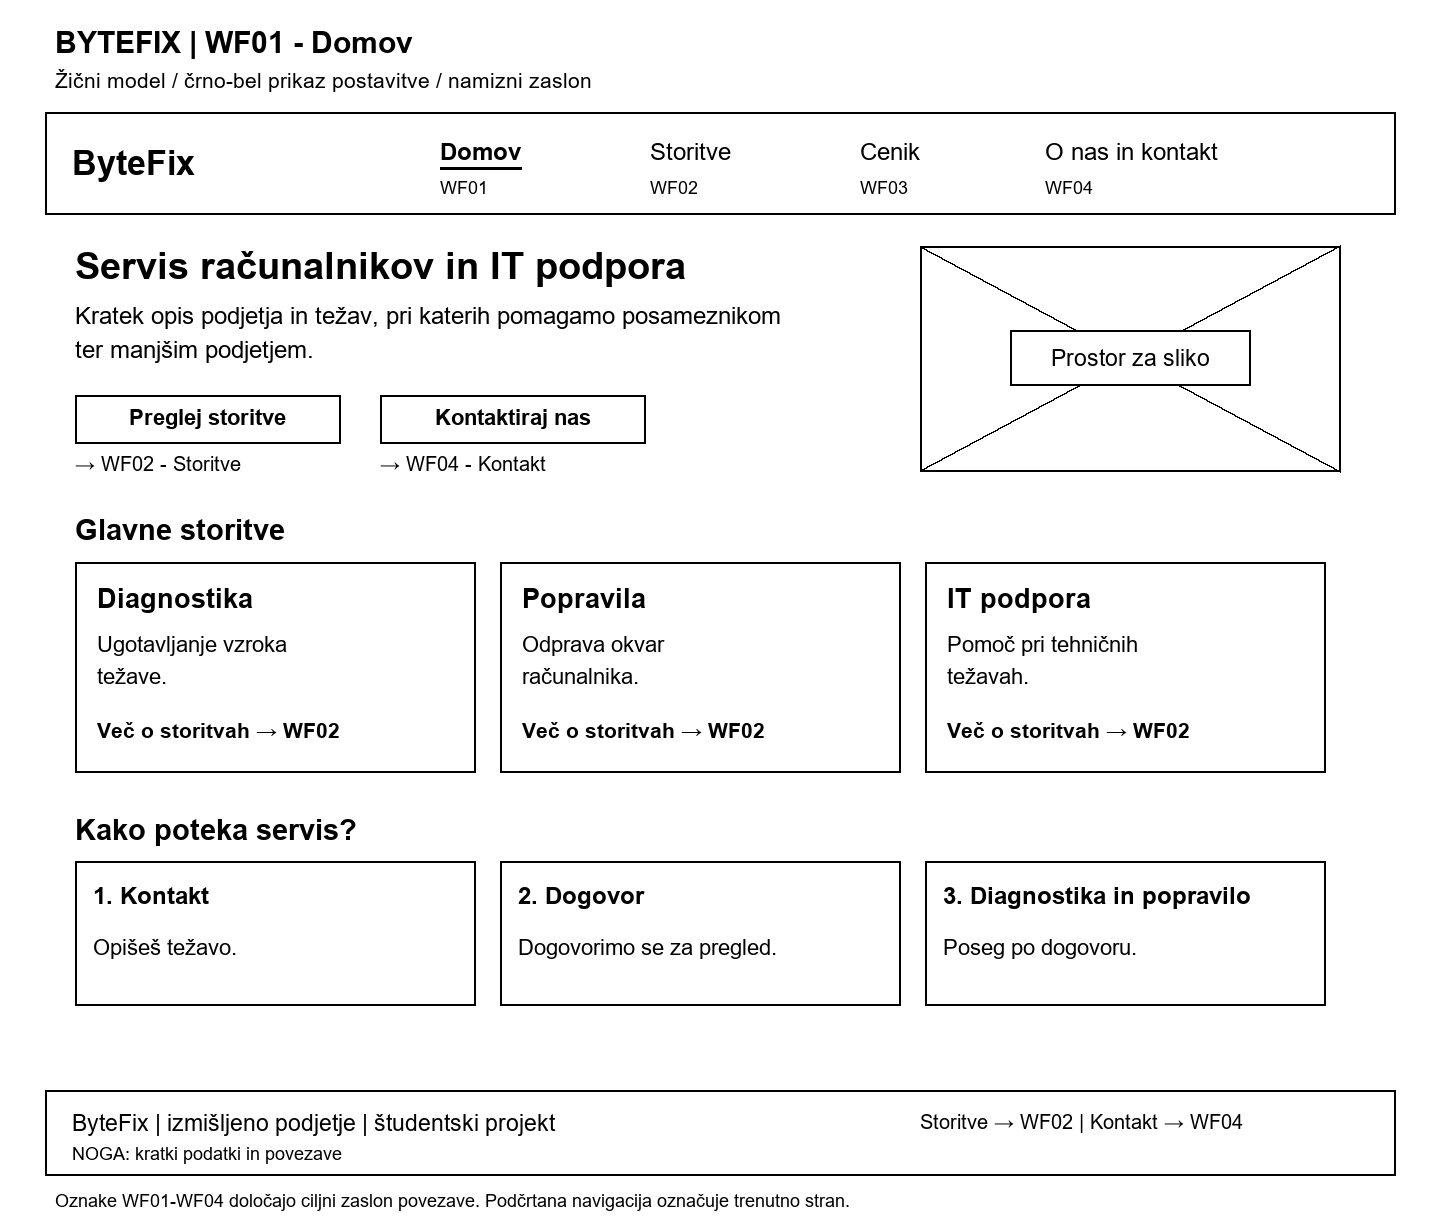 BYTEFIX | WF01 - Domov
Žični model / črno-bel prikaz postavitve / namizni zaslon
ByteFix
Domov
WF01
Storitve
WF02
Cenik
WF03
O nas in kontakt
WF04
Servis računalnikov in IT podpora
Kratek opis podjetja in težav, pri katerih pomagamo posameznikom
ter manjšim podjetjem.
Preglej storitve
→ WF02 - Storitve
Kontaktiraj nas
→ WF04 - Kontakt
Prostor za sliko
Glavne storitve
Diagnostika
Ugotavljanje vzroka
težave.
Več o storitvah → WF02
Popravila
Odprava okvar
računalnika.
Več o storitvah → WF02
IT podpora
Pomoč pri tehničnih
težavah.
Več o storitvah → WF02
Kako poteka servis?
1. Kontakt
Opišeš težavo.
2. Dogovor
Dogovorimo se za pregled.
3. Diagnostika in popravilo
Poseg po dogovoru.
ByteFix | izmišljeno podjetje | študentski projekt
NOGA: kratki podatki in povezave
Storitve → WF02 | Kontakt → WF04
Oznake WF01-WF04 določajo ciljni zaslon povezave. Podčrtana navigacija označuje trenutno stran.